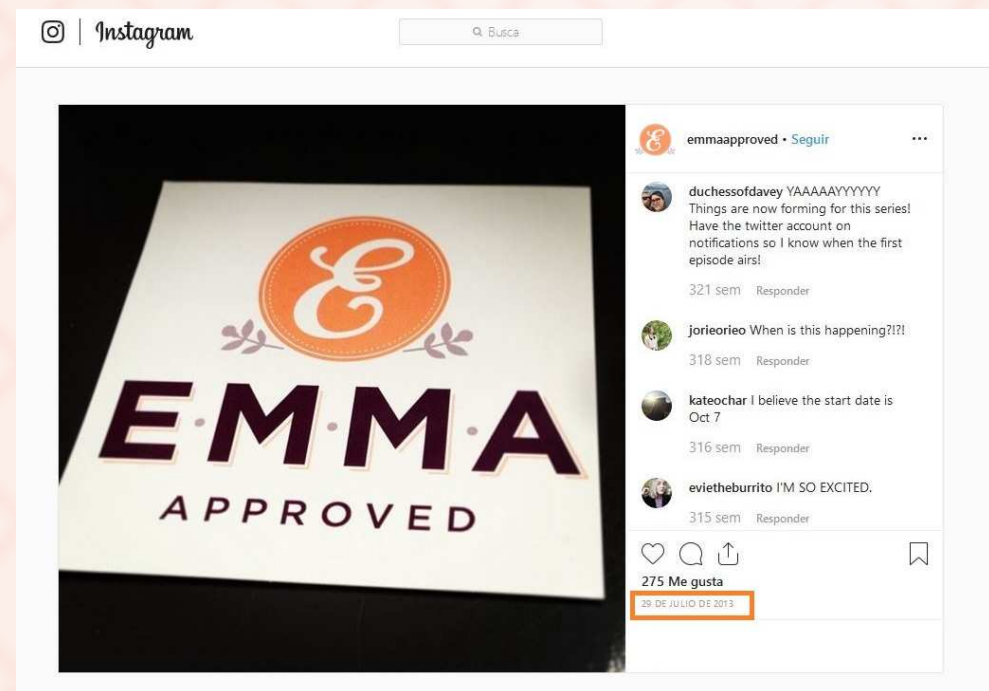 Instagram
Busca
E
E·M·M·A
APPROVED
emmaapproved • Seguir
duchessofdavey YAAAAAYYYYYY
Things are now forming for this series!
Have the twitter account on
notifications so I know when the first
episode airs!
321 sem Responder
jorieorieo When is this happening?!?!
318 sem Responder
kateochar I believe the start date is
Oct 7
316 sem Responder
evietheburrito I'M SO EXCITED.
315 sem Responder
275 Me gusta
29 DE JULIO DE 2013